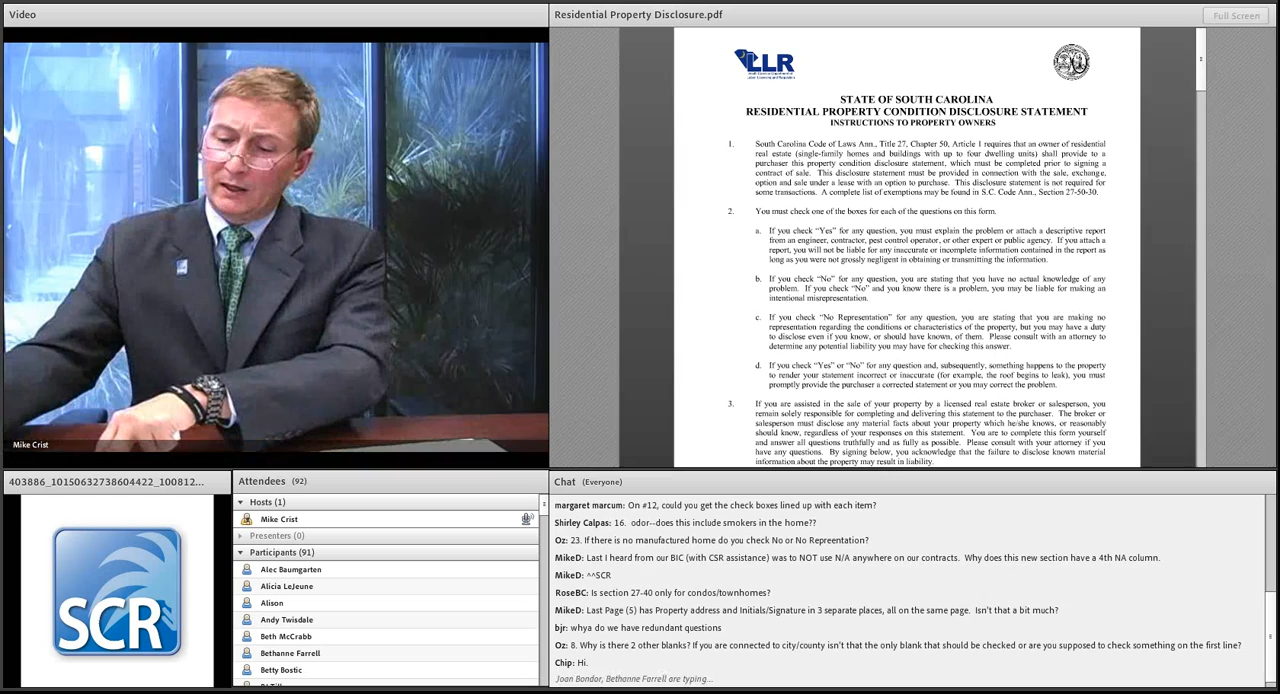 Video
Residential Property Disclosure.pdf
Full Screen
LLR
STATE OF SOUTH CAROLINA
RESIDENTIAL PROPERTY CONDITION DISCLOSURE STATEMENT
INSTRUCTIONS TO PROPERTY OWNERS
1. South Carolina Code of Laws Ann., Title 27, Chapter 50, Article 1 requires that an owner of residential
real estate (single-family homes and buildings with up to four dwelling units) shall provide to a
purchaser this property condition disclosure statement, which must be completed prior to signing a
contract of sale. This disclosure statement must be provided in connection with the sale, exchange,
option and sale under a lease with an option to purchase. This disclosure statement is not required for
some transactions. A complete list of exemptions may be found in S.C. Code Ann., Section 27-50-30.
2. You must check one of the boxes for each of the questions on this form.
a. If you check “Yes” for any question, you must explain the problem or attach a descriptive report
from an engineer, contractor, pest control operator, or other expert or public agency. If you attach a
report, you will not be liable for any inaccurate or incomplete information contained in the report as
long as you were not grossly negligent in obtaining or transmitting the information.
b. If you check “No” for any question, you are stating that you have no actual knowledge of any
problem. If you check “No” and you know there is a problem, you may be liable for making an
intentional misrepresentation.
c. If you check “No Representation” for any question, you are stating that you are making no
representation regarding the conditions or characteristics of the property, but you may have a duty
to disclose even if you know, or should have known, of them. Please consult with an attorney to
determine any potential liability you may have for checking this answer.
d. If you check “Yes” or “No” for any question and, subsequently, something happens to the property
to render your statement incorrect or inaccurate (for example, the roof begins to leak), you must
promptly provide the purchaser a corrected statement or you may correct the problem.
3. If you are assisted in the sale of your property by a licensed real estate broker or salesperson, you
remain solely responsible for completing and delivering this statement to the purchaser. The broker or
salesperson must disclose any material facts about your property which he/she knows, or reasonably
should know, regardless of your responses on this statement. You are to complete this form yourself
and answer all questions truthfully and as fully as possible. Please consult with your attorney if you
have any questions. By signing below, you acknowledge that the failure to disclose known material
information about the property may result in liability.
Mike Crist
403886_10150632738604422_100812...
SCR
Attendees (92)
Hosts (1)
Mike Crist
Presenters (0)
Participants (91)
Alec Baumgarten
Alicia LeJeune
Alison
Andy Twisdale
Beth McCrabb
Bethanne Farrell
Betty Bostic
Chat (Everyone)
margaret marcum: On #12, could you get the check boxes lined up with each item?
Shirley Calpas: 16. odor--does this include smokers in the home??
Oz: 23. If there is no manufactured home do you check No or No Repreentation?
MikeD: Last I heard from our BIC (with CSR assistance) was to NOT use N/A anywhere on our contracts. Why does this new section have a 4th NA column.
MikeD: ^^SCR
RoseBC: Is section 27-40 only for condos/townhomes?
MikeD: Last Page (5) has Property address and Initials/Signature in 3 separate places, all on the same page. Isn't that a bit much?
bjr: whya do we have redundant questions
Oz: 8. Why is there 2 other blanks? If you are connected to city/county isn't that the only blank that should be checked or are you supposed to check something on the first line?
Chip: Hi.
Joan Bondor, Bethanne Farrell are typing...